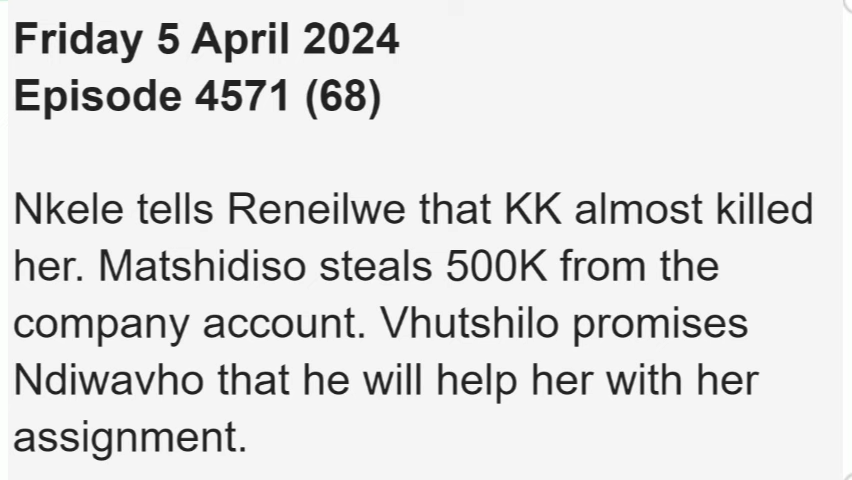 Friday 5 April 2024
Episode 4571 (68)
Nkele tells Reneilwe that KK almost killed
her. Matshidiso steals 500K from the
company account. Vhutshilo promises
Ndiwavho that he will help her with her
assignment.